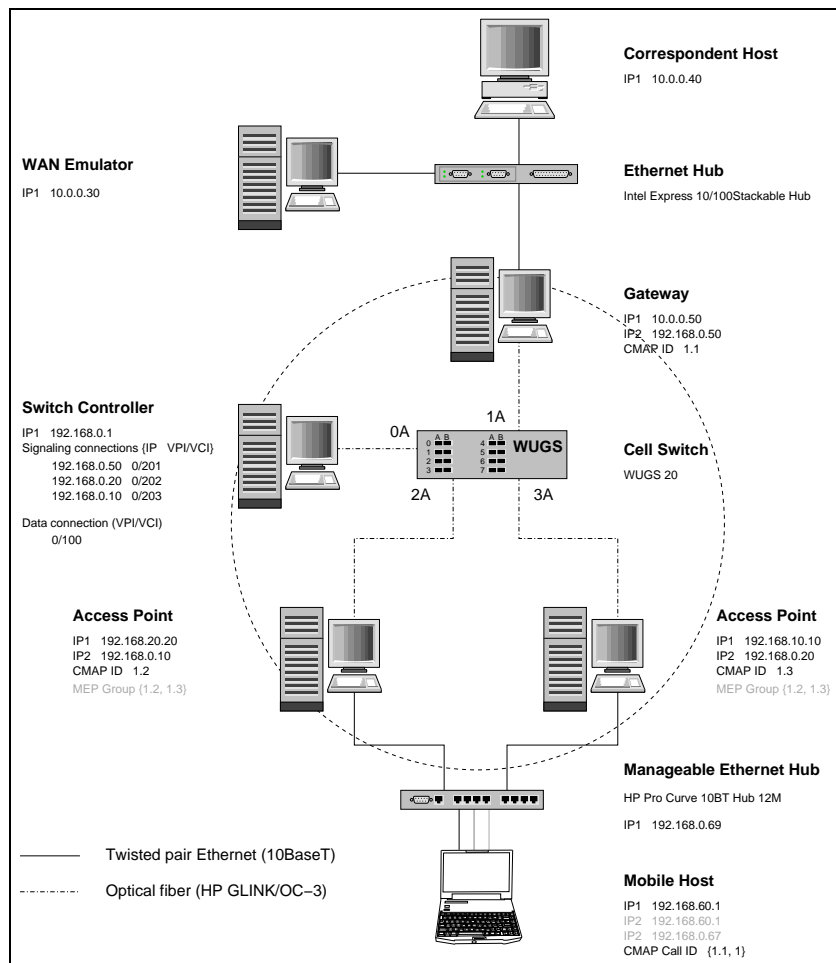 Correspondent Host
IP1 10.0.0.40
WAN Emulator
IP1 10.0.0.30
Ethernet Hub
Intel Express 10/100Stackable Hub
Gateway
IP1 10.0.0.50
IP2 192.168.0.50
CMAP ID 1.1
Switch Controller
IP1 192.168.0.1
Signaling connections {IP VPI/VCI}
192.168.0.50 0/201
192.168.0.20 0/202
192.168.0.10 0/203
Data connection (VPI/VCI)
0/100
0A
1A
A B
0
1
2
3
A B
4
5
6
7
WUGS
2A
3A
Cell Switch
WUGS 20
Access Point
IP1 192.168.20.20
IP2 192.168.0.10
CMAP ID 1.2
MEP Group {1.2, 1.3}
Access Point
IP1 192.168.10.10
IP2 192.168.0.20
CMAP ID 1.3
MEP Group {1.2, 1.3}
Manageable Ethernet Hub
HP Pro Curve 10BT Hub 12M
IP1 192.168.0.69
Twisted pair Ethernet (10BaseT)
Optical fiber (HP GLINK/OC−3)
Mobile Host
IP1 192.168.60.1
IP2 192.168.60.1
IP2 192.168.0.67
CMAP Call ID {1.1, 1}